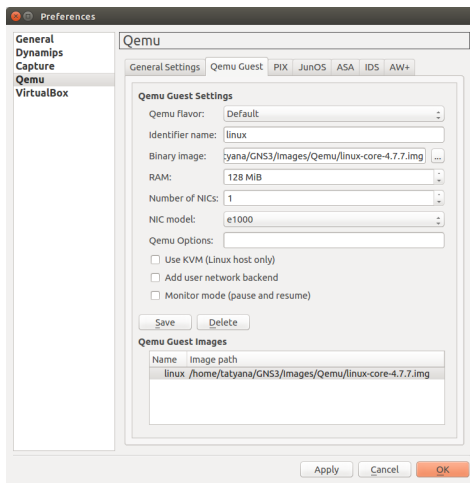 Preferences
General
Dynamips
Capture
Qemu
VirtualBox
Qemu
General Settings Qemu Guest PIX JunOS ASA IDS AW+
Qemu Guest Settings
Qemu flavor: Default
Identifier name: linux
Binary image: :yana/GNS3/Images/Qemu/linux-core-4.7.7.img ...
RAM: 128 MiB
Number of NICs: 1
NIC model: e1000
Qemu Options:
Use KVM (Linux host only)
Add user network backend
Monitor mode (pause and resume)
Save Delete
Qemu Guest Images
Name Image path
linux /home/tatyana/GNS3/Images/Qemu/linux-core-4.7.7.img
Apply Cancel OK